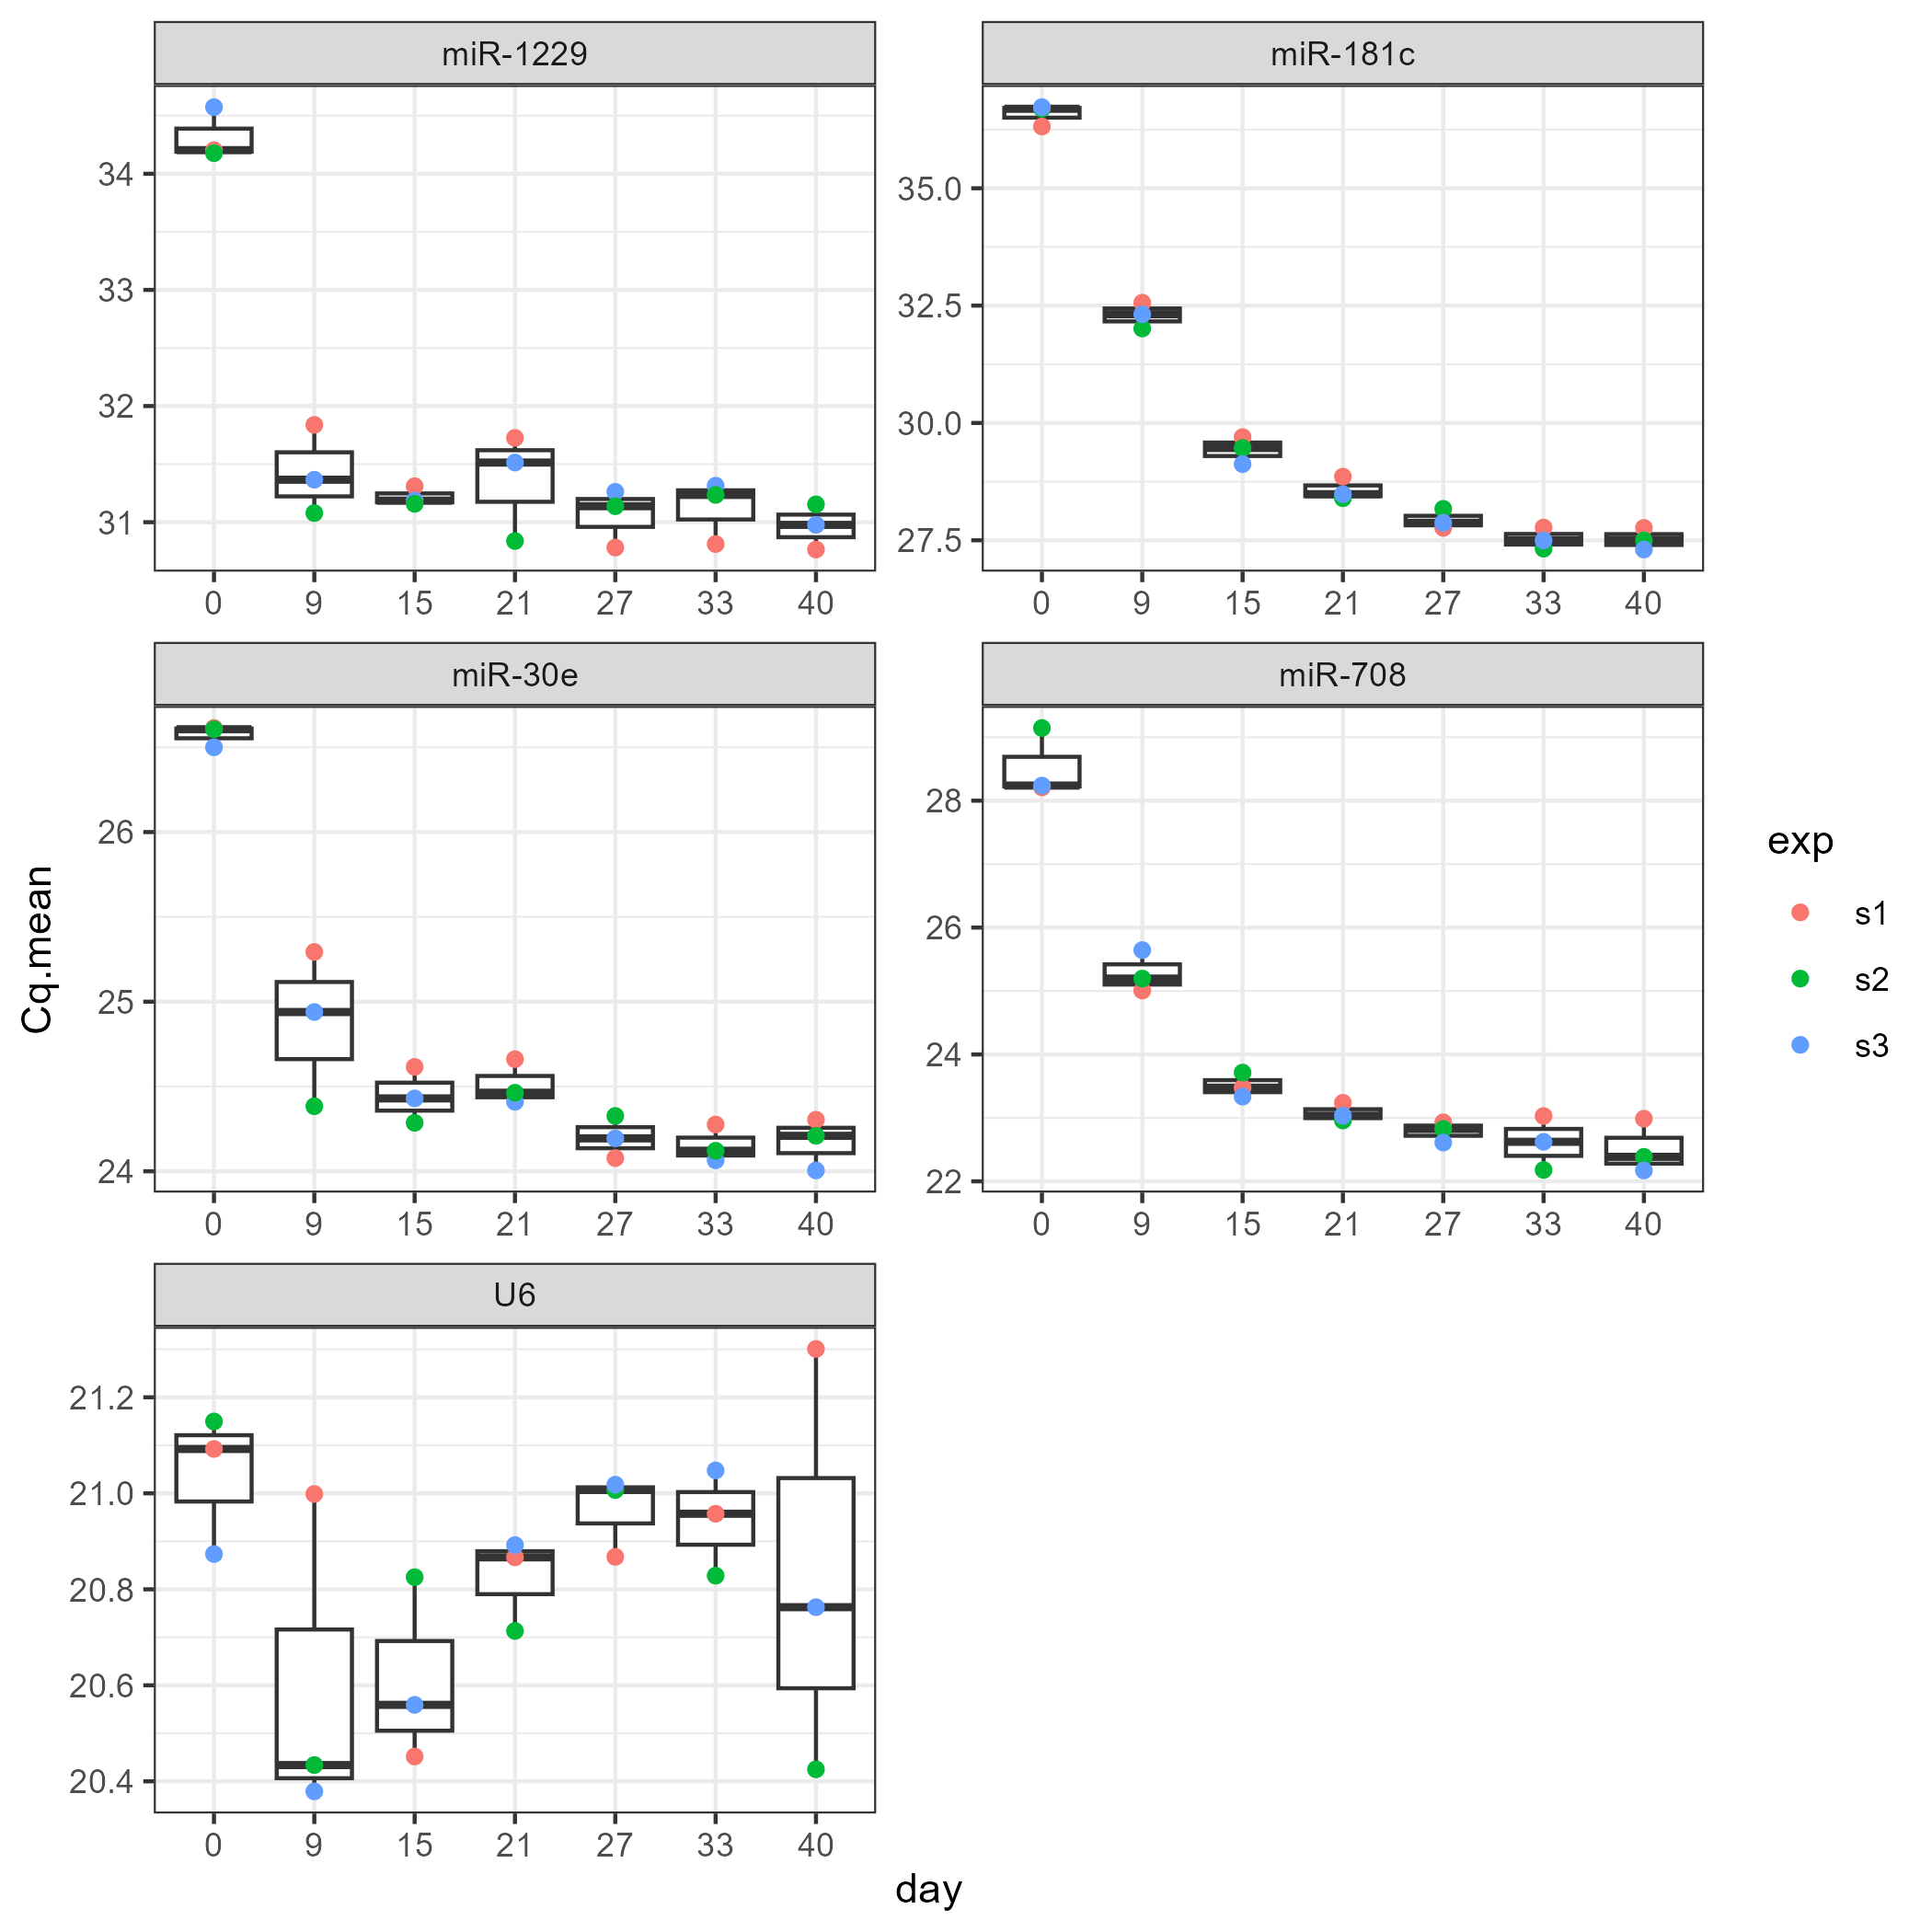 miR-1229
34
33
32
31
0 9 15 21 27 33 40
miR-181c
35.0
32.5
30.0
27.5
0 9 15 21 27 33 40
miR-30e
26
25
24
0 9 15 21 27 33 40
miR-708
28
26
24
22
0 9 15 21 27 33 40
U6
21.2
21.0
20.8
20.6
20.4
0 9 15 21 27 33 40
Cq.mean
day
exp
s1
s2
s3